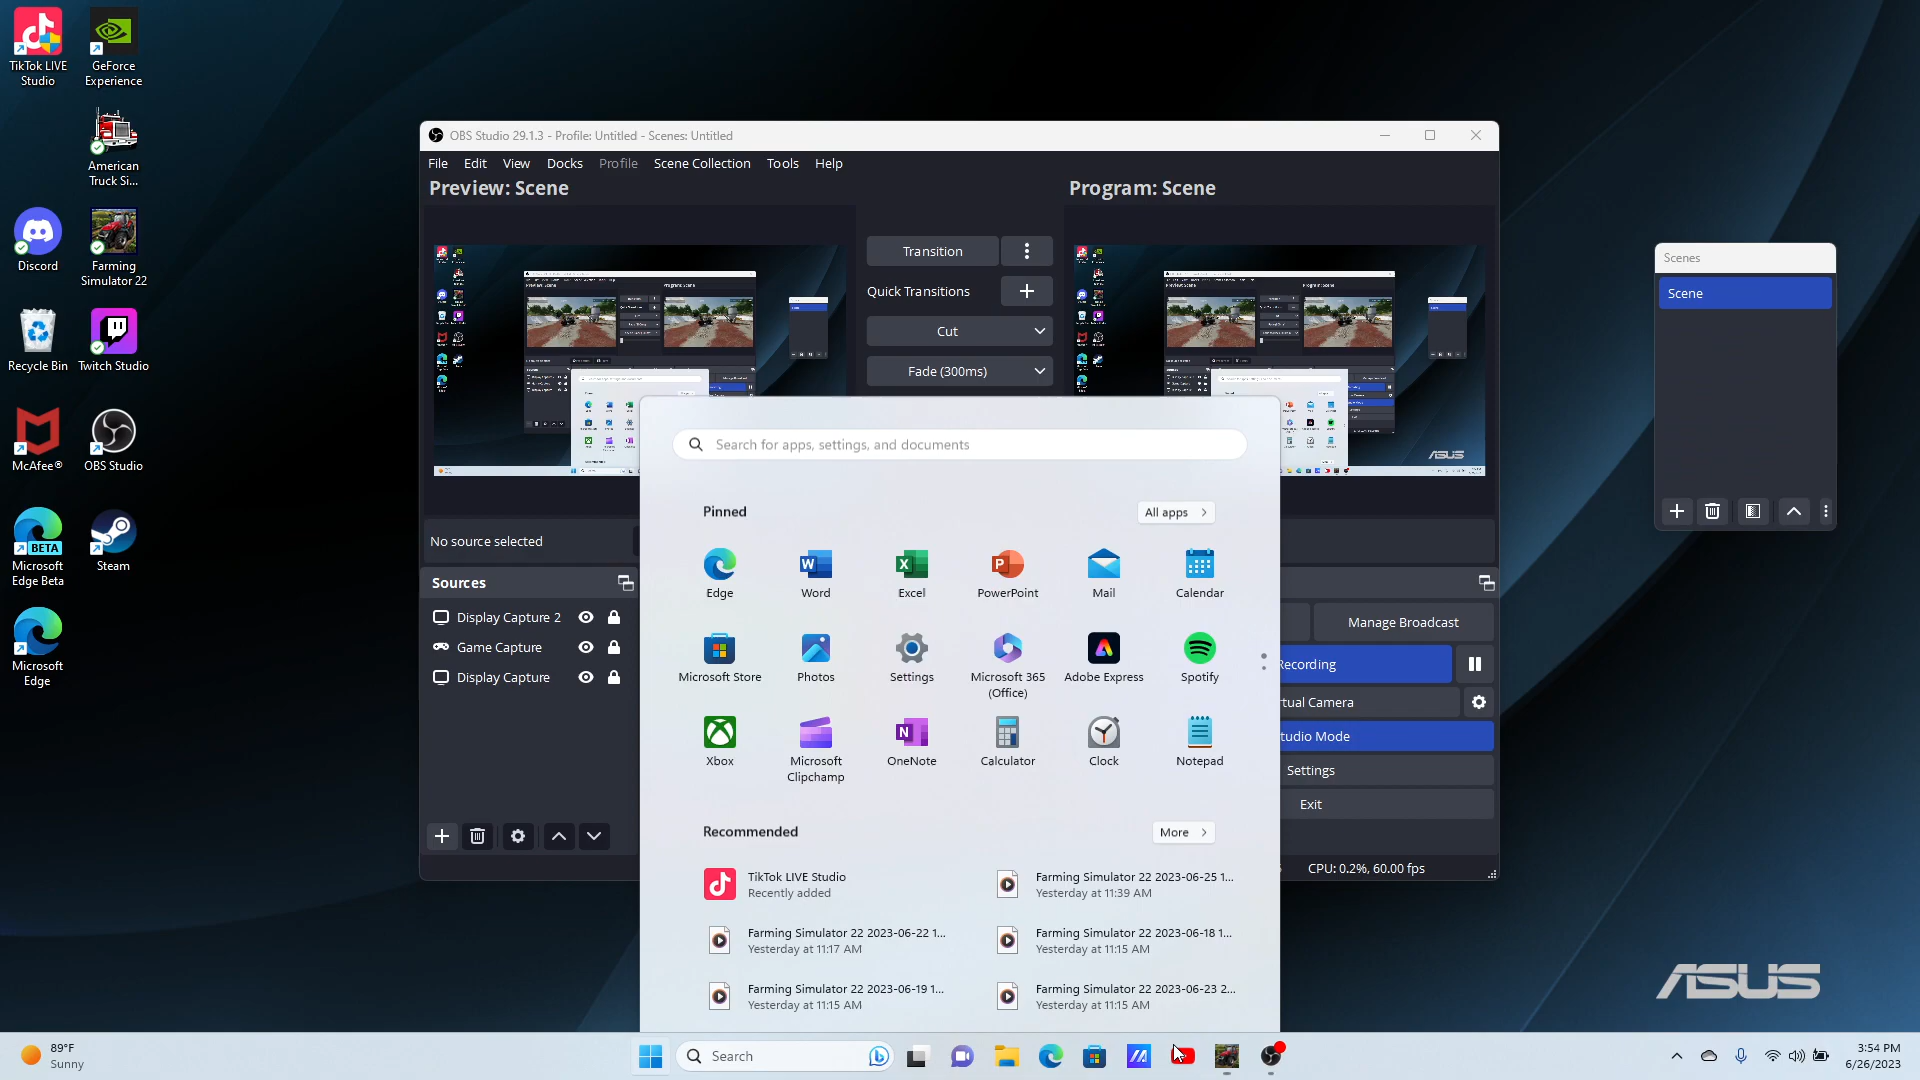 TikTok LIVE
Studio
GeForce
Experience
American
Truck Si...
Discord
Farming
Simulator 22
Recycle Bin
Twitch Studio
McAfee®
OBS Studio
BETA
Microsoft
Edge Beta
Steam
Microsoft
Edge
OBS Studio 29.1.3 - Profile: Untitled - Scenes: Untitled
File Edit View Docks Profile Scene Collection Tools Help
Preview: Scene
Program: Scene
Transition
Quick Transitions
Cut
Fade (300ms)
No source selected
Sources
Display Capture 2
Game Capture
Display Capture
Manage Broadcast
Recording
tual Camera
tudio Mode
Settings
Exit
CPU: 0.2%, 60.00 fps
Scenes
Scene
Search for apps, settings, and documents
Pinned
All apps
Edge
Word
Excel
PowerPoint
Mail
Calendar
Microsoft Store
Photos
Settings
Microsoft 365
(Office)
Adobe Express
Spotify
Xbox
Microsoft
Clipchamp
OneNote
Calculator
Clock
Notepad
Recommended
More
TikTok LIVE Studio
Recently added
Farming Simulator 22 2023-06-25 1...
Yesterday at 11:39 AM
Farming Simulator 22 2023-06-22 1...
Yesterday at 11:17 AM
Farming Simulator 22 2023-06-18 1...
Yesterday at 11:15 AM
Farming Simulator 22 2023-06-19 1...
Yesterday at 11:15 AM
Farming Simulator 22 2023-06-23 2...
Yesterday at 11:15 AM
ASUS
89°F
Sunny
Search
3:54 PM
6/26/2023